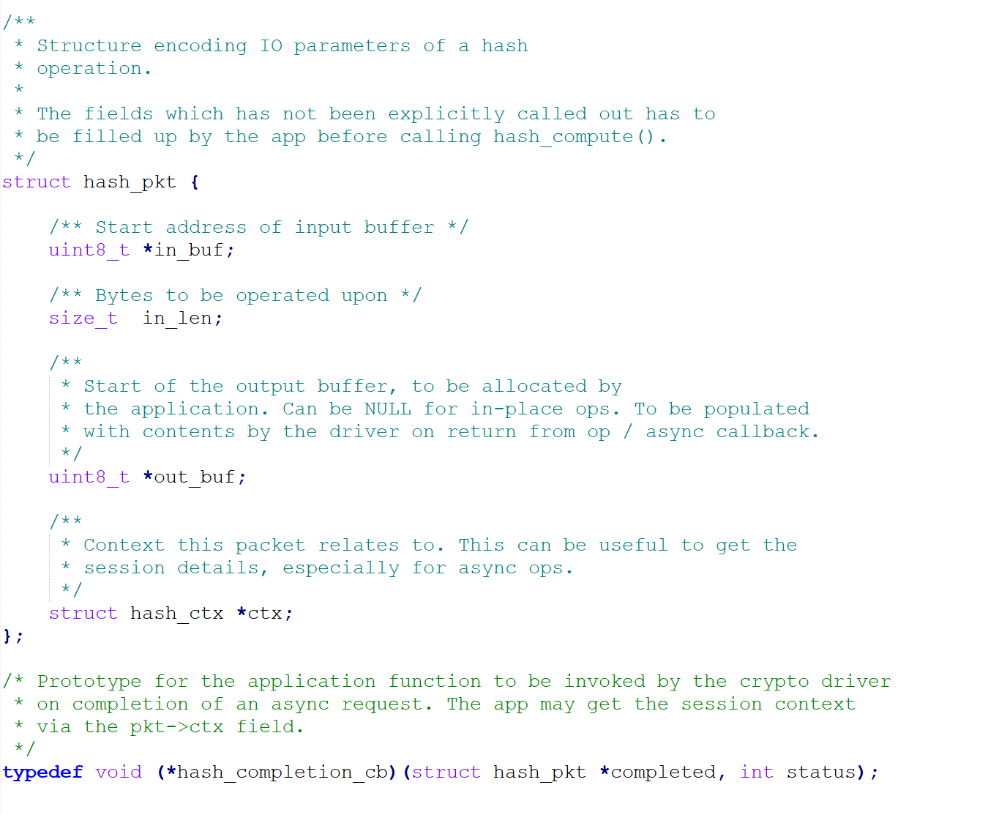 /**
 * Structure encoding IO parameters of a hash
 * operation.
 *
 * The fields which has not been explicitly called out has to
 * be filled up by the app before calling hash_compute().
 */
struct hash_pkt {

    /** Start address of input buffer */
    uint8_t *in_buf;

    /** Bytes to be operated upon */
    size_t  in_len;

    /**
     * Start of the output buffer, to be allocated by
     * the application. Can be NULL for in-place ops. To be populated
     * with contents by the driver on return from op / async callback.
     */
    uint8_t *out_buf;

    /**
     * Context this packet relates to. This can be useful to get the
     * session details, especially for async ops.
     */
    struct hash_ctx *ctx;
};

/* Prototype for the application function to be invoked by the crypto driver
 * on completion of an async request. The app may get the session context
 * via the pkt->ctx field.
 */
typedef void (*hash_completion_cb)(struct hash_pkt *completed, int status);